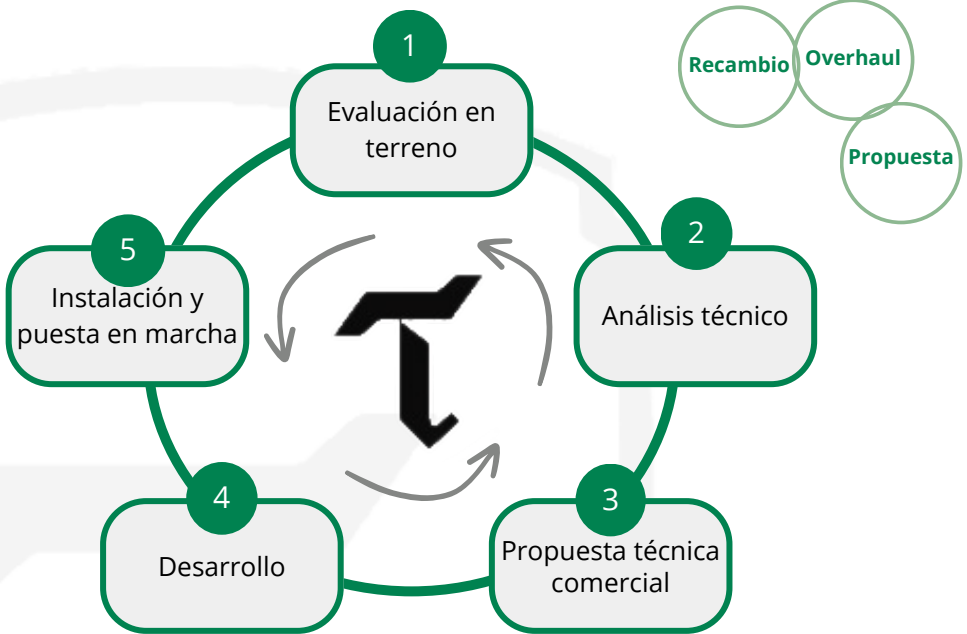 1
Evaluación en
terreno
2
Análisis técnico
3
Propuesta técnica
comercial
4
Desarrollo
5
Instalación y
puesta en marcha
Recambio
Overhaul
Propuesta